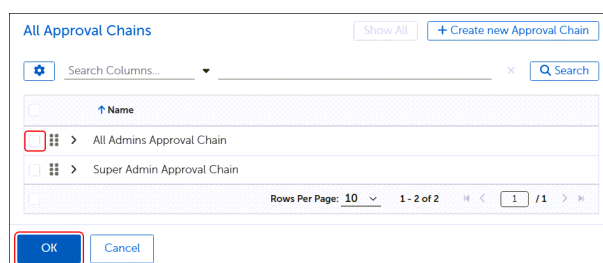 All Approval Chains Show All + Create new Approval Chain
Search Columns... Search
Name
All Admins Approval Chain
Super Admin Approval Chain
Rows Per Page: 10 1 - 2 of 2 1 / 1
OK Cancel